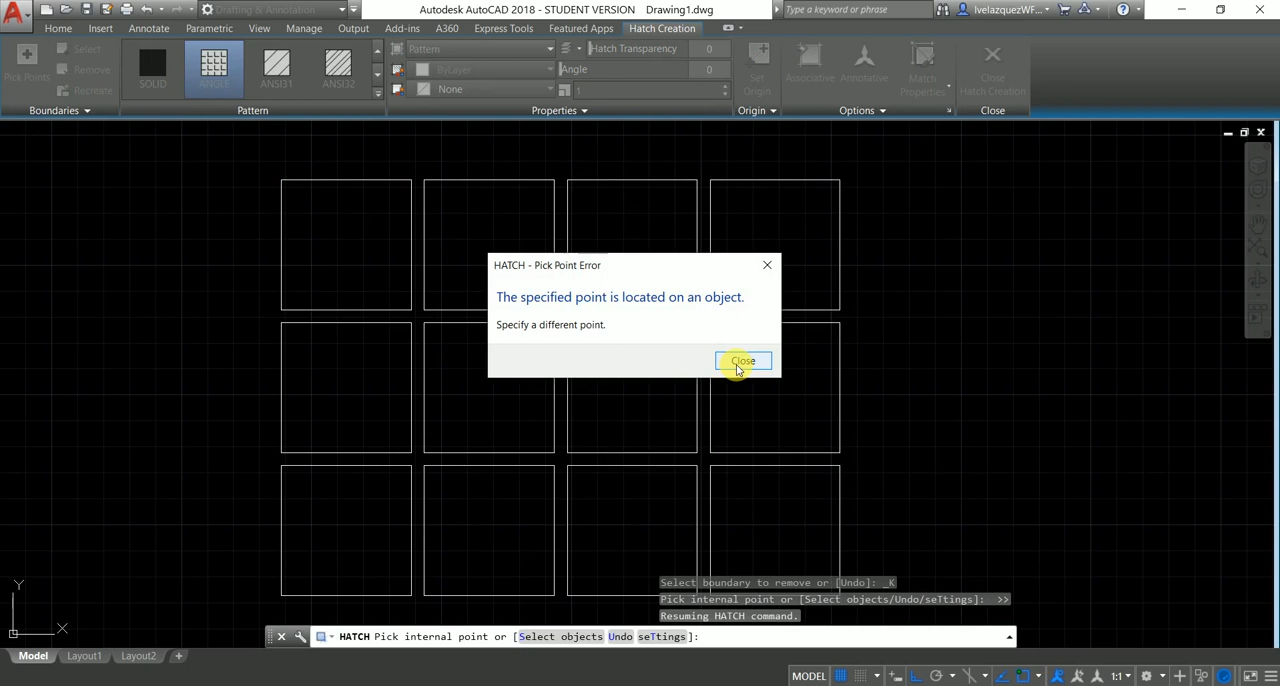 Drafting & Annotation
Autodesk AutoCAD 2018 - STUDENT VERSION Drawing1.dwg
Type a keyword or phrase
lvelazquezWF...
Home Insert Annotate Parametric View Manage Output Add-ins A360 Express Tools Featured Apps Hatch Creation
Pick Points
Select
Remove
Recreate
SOLID
ANGLE
ANSI31
ANSI32
Pattern
ByLayer
None
Hatch Transparency 0
Angle 0
1
Set
Origin
Associative
Annotative
Match
Properties
Close
Hatch Creation
Boundaries Pattern Properties Origin Options Close
HATCH - Pick Point Error
The specified point is located on an object.
Specify a different point.
Close
Select boundary to remove or [Undo]: _K
Pick internal point or [Select objects/Undo/seTtings]: >>
Resuming HATCH command.
HATCH Pick internal point or [Select objects Undo seTtings]:
Y
X
Model Layout1 Layout2 +
MODEL 1:1